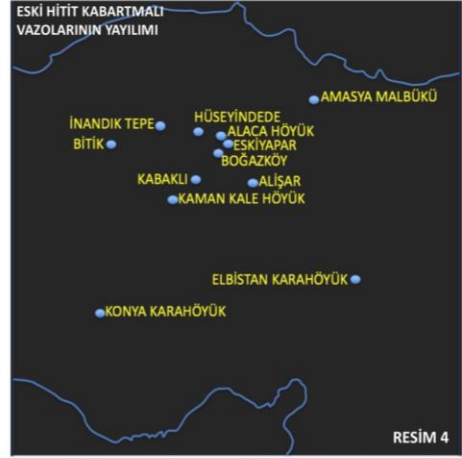 ESKİ HİTİT KABARTMALI
VAZOLARININ YAYILIMI
AMASYA MALBÜKÜ
HÜSEYİNDEDE
İNANDIK TEPE
ALACA HÖYÜK
BİTİK
ESKİYAPAR
BOĞAZKÖY
KABAKLI
ALİŞAR
KAMAN KALE HÖYÜK
ELBİSTAN KARAHÖYÜK
KONYA KARAHÖYÜK
RESİM 4